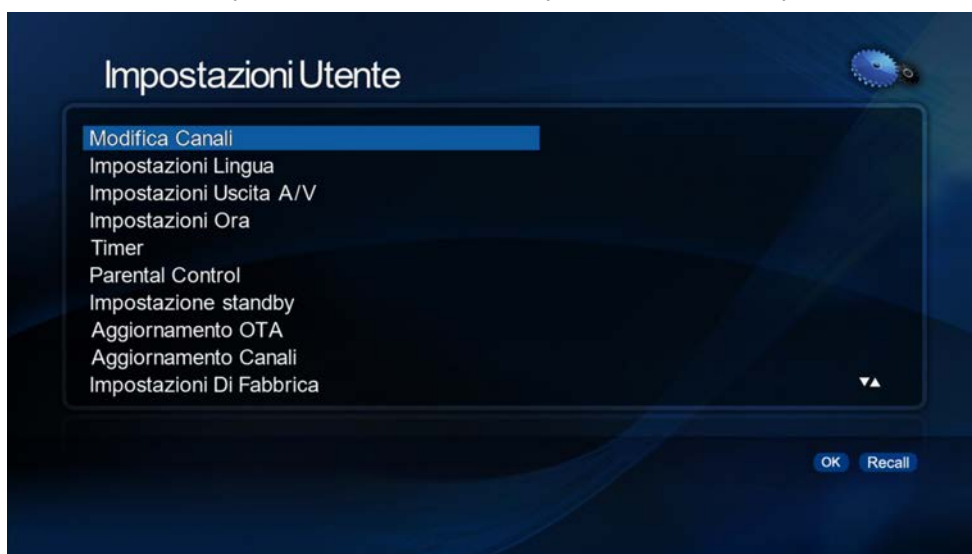 Impostazioni Utente
Modifica Canali
Impostazioni Lingua
Impostazioni Uscita A/V
Impostazioni Ora
Timer
Parental Control
Impostazione standby
Aggiornamento OTA
Aggiornamento Canali
Impostazioni Di Fabbrica
OK Recall